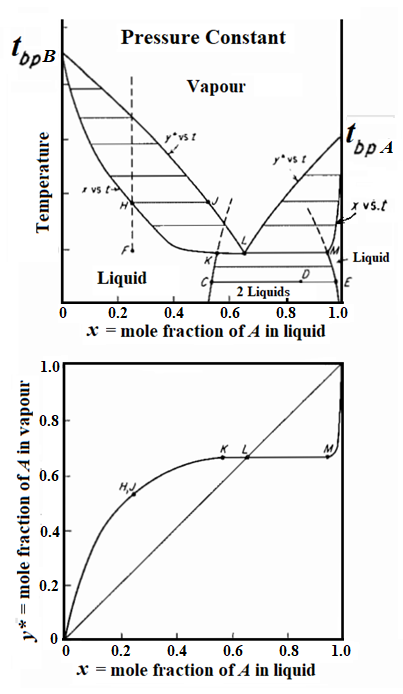 Pressure Constant
t bp B
Vapour
t bp A
y* vs t
y* vs t
x vs t
x vs.t
H
J
Temperature
F
K
L
M
Liquid
Liquid
C
D
E
2 Liquids
0 0.2 0.4 0.6 0.8 1.0
x = mole fraction of A in liquid
1.0
0.8
0.6
0.4
0.2
0
K
L
M
H,J
y* = mole fraction of A in vapour
0 0.2 0.4 0.6 0.8 1.0
x = mole fraction of A in liquid